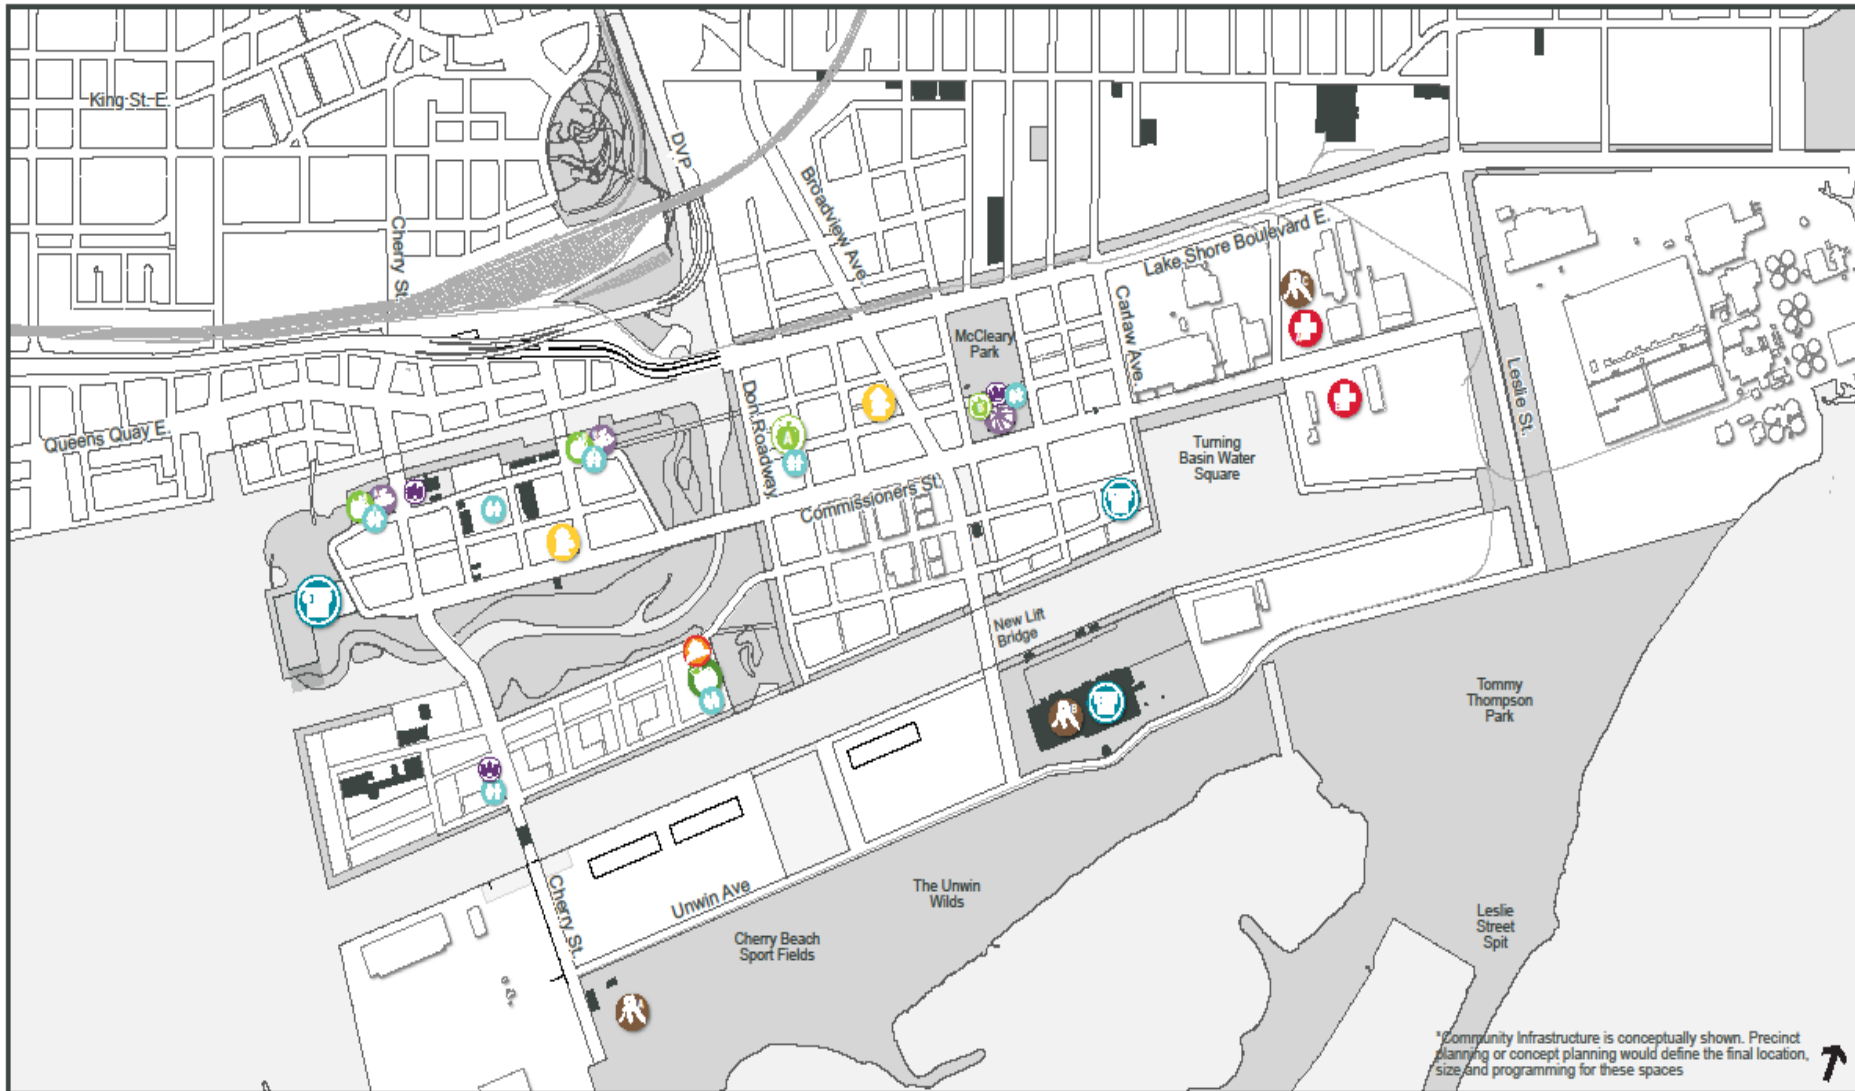 King St. E.
DVP
Broadview Ave.
Cherry St.
Lake Shore Boulevard E.
McCleary
Park
Carlaw Ave.
Leslie St.
Don Roadway
Queens Quay E.
Turning
Basin Water
Square
A
Commissioners St.
New Lift
Bridge
Tommy
Thompson
Park
Unwin Ave
Cherry St.
The Unwin
Wilds
Cherry Beach
Sport Fields
Leslie
Street
Spit
*Community Infrastructure is conceptually shown. Precinct
planning or concept planning would define the final location,
size and programming for these spaces